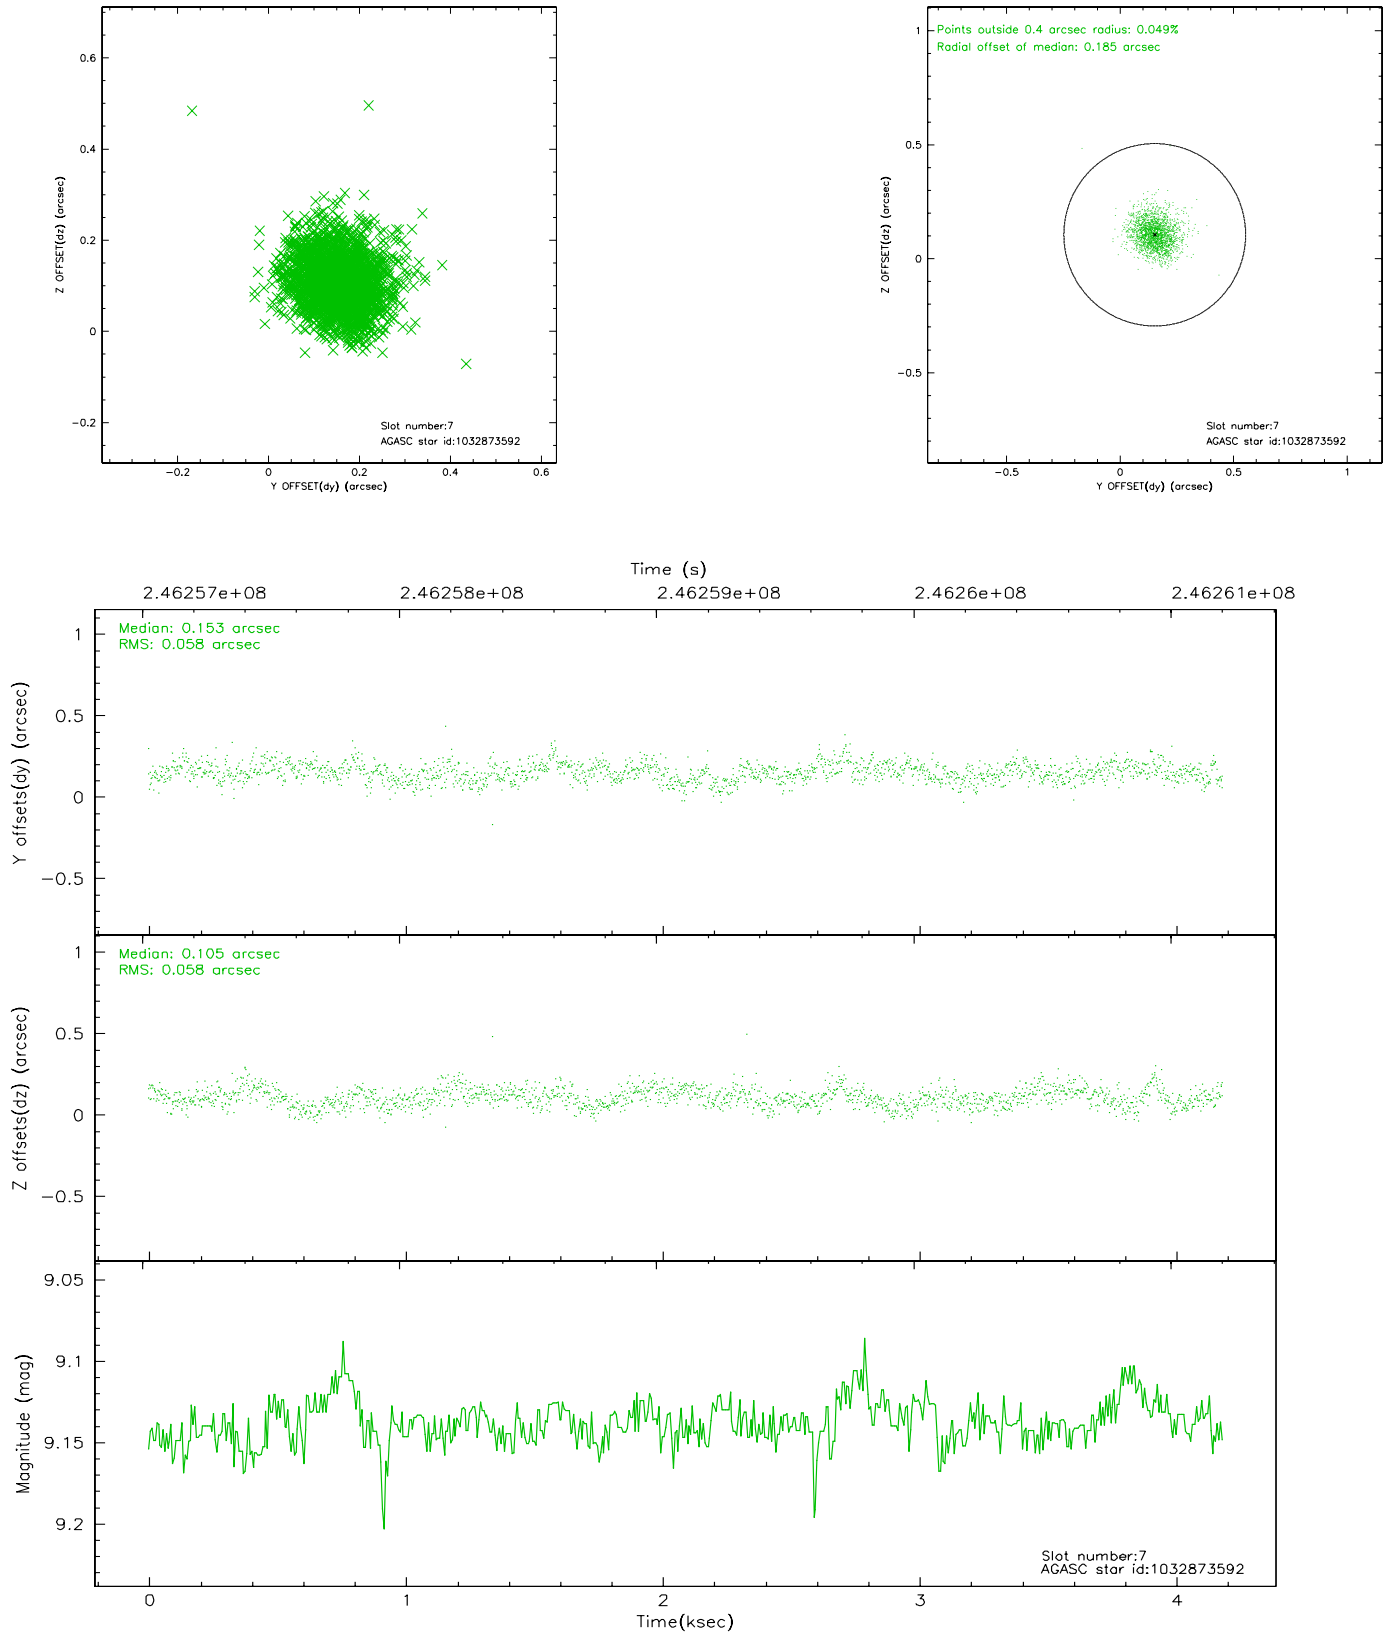 0.6
0.4
0.2
0
−0.2
Z OFFSET(dz) (arcsec)
−0.2 0 0.2 0.4 0.6
Y OFFSET(dy) (arcsec)
Slot number:7
AGASC star id:1032873592
Points outside 0.4 arcsec radius: 0.049%
Radial offset of median: 0.185 arcsec
1
0.5
0
−0.5
Z OFFSET(dz) (arcsec)
−0.5 0 0.5 1
Y OFFSET(dy) (arcsec)
Slot number:7
AGASC star id:1032873592
Time (s)
2.46257e+08 2.46258e+08 2.46259e+08 2.4626e+08 2.46261e+08
Median: 0.153 arcsec
RMS: 0.058 arcsec
1
0.5
0
−0.5
Y offsets(dy) (arcsec)
Median: 0.105 arcsec
RMS: 0.058 arcsec
1
0.5
0
−0.5
Z offsets(dz) (arcsec)
9.05
9.1
9.15
9.2
Magnitude (mag)
Slot number:7
AGASC star id:1032873592
0 1 2 3 4
Time(ksec)